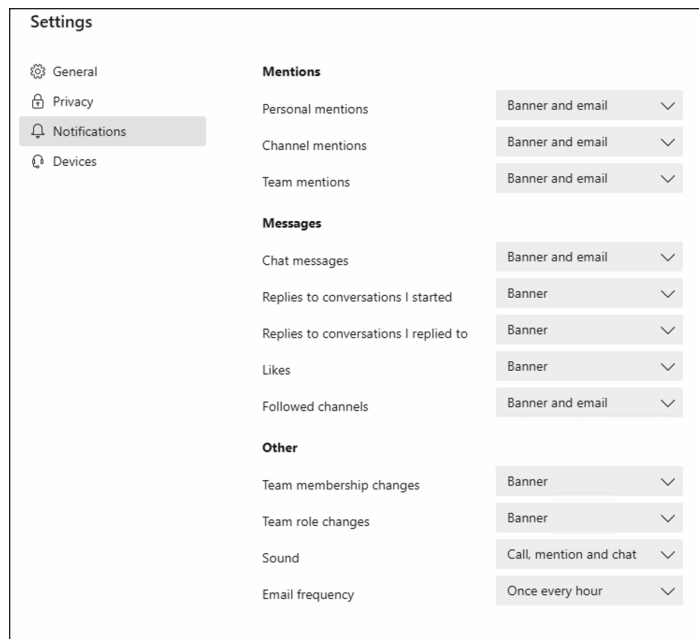 Settings
General
Privacy
Notifications
Devices
Mentions
Personal mentions Banner and email
Channel mentions Banner and email
Team mentions Banner and email
Messages
Chat messages Banner and email
Replies to conversations I started Banner
Replies to conversations I replied to Banner
Likes Banner
Followed channels Banner and email
Other
Team membership changes Banner
Team role changes Banner
Sound Call, mention and chat
Email frequency Once every hour